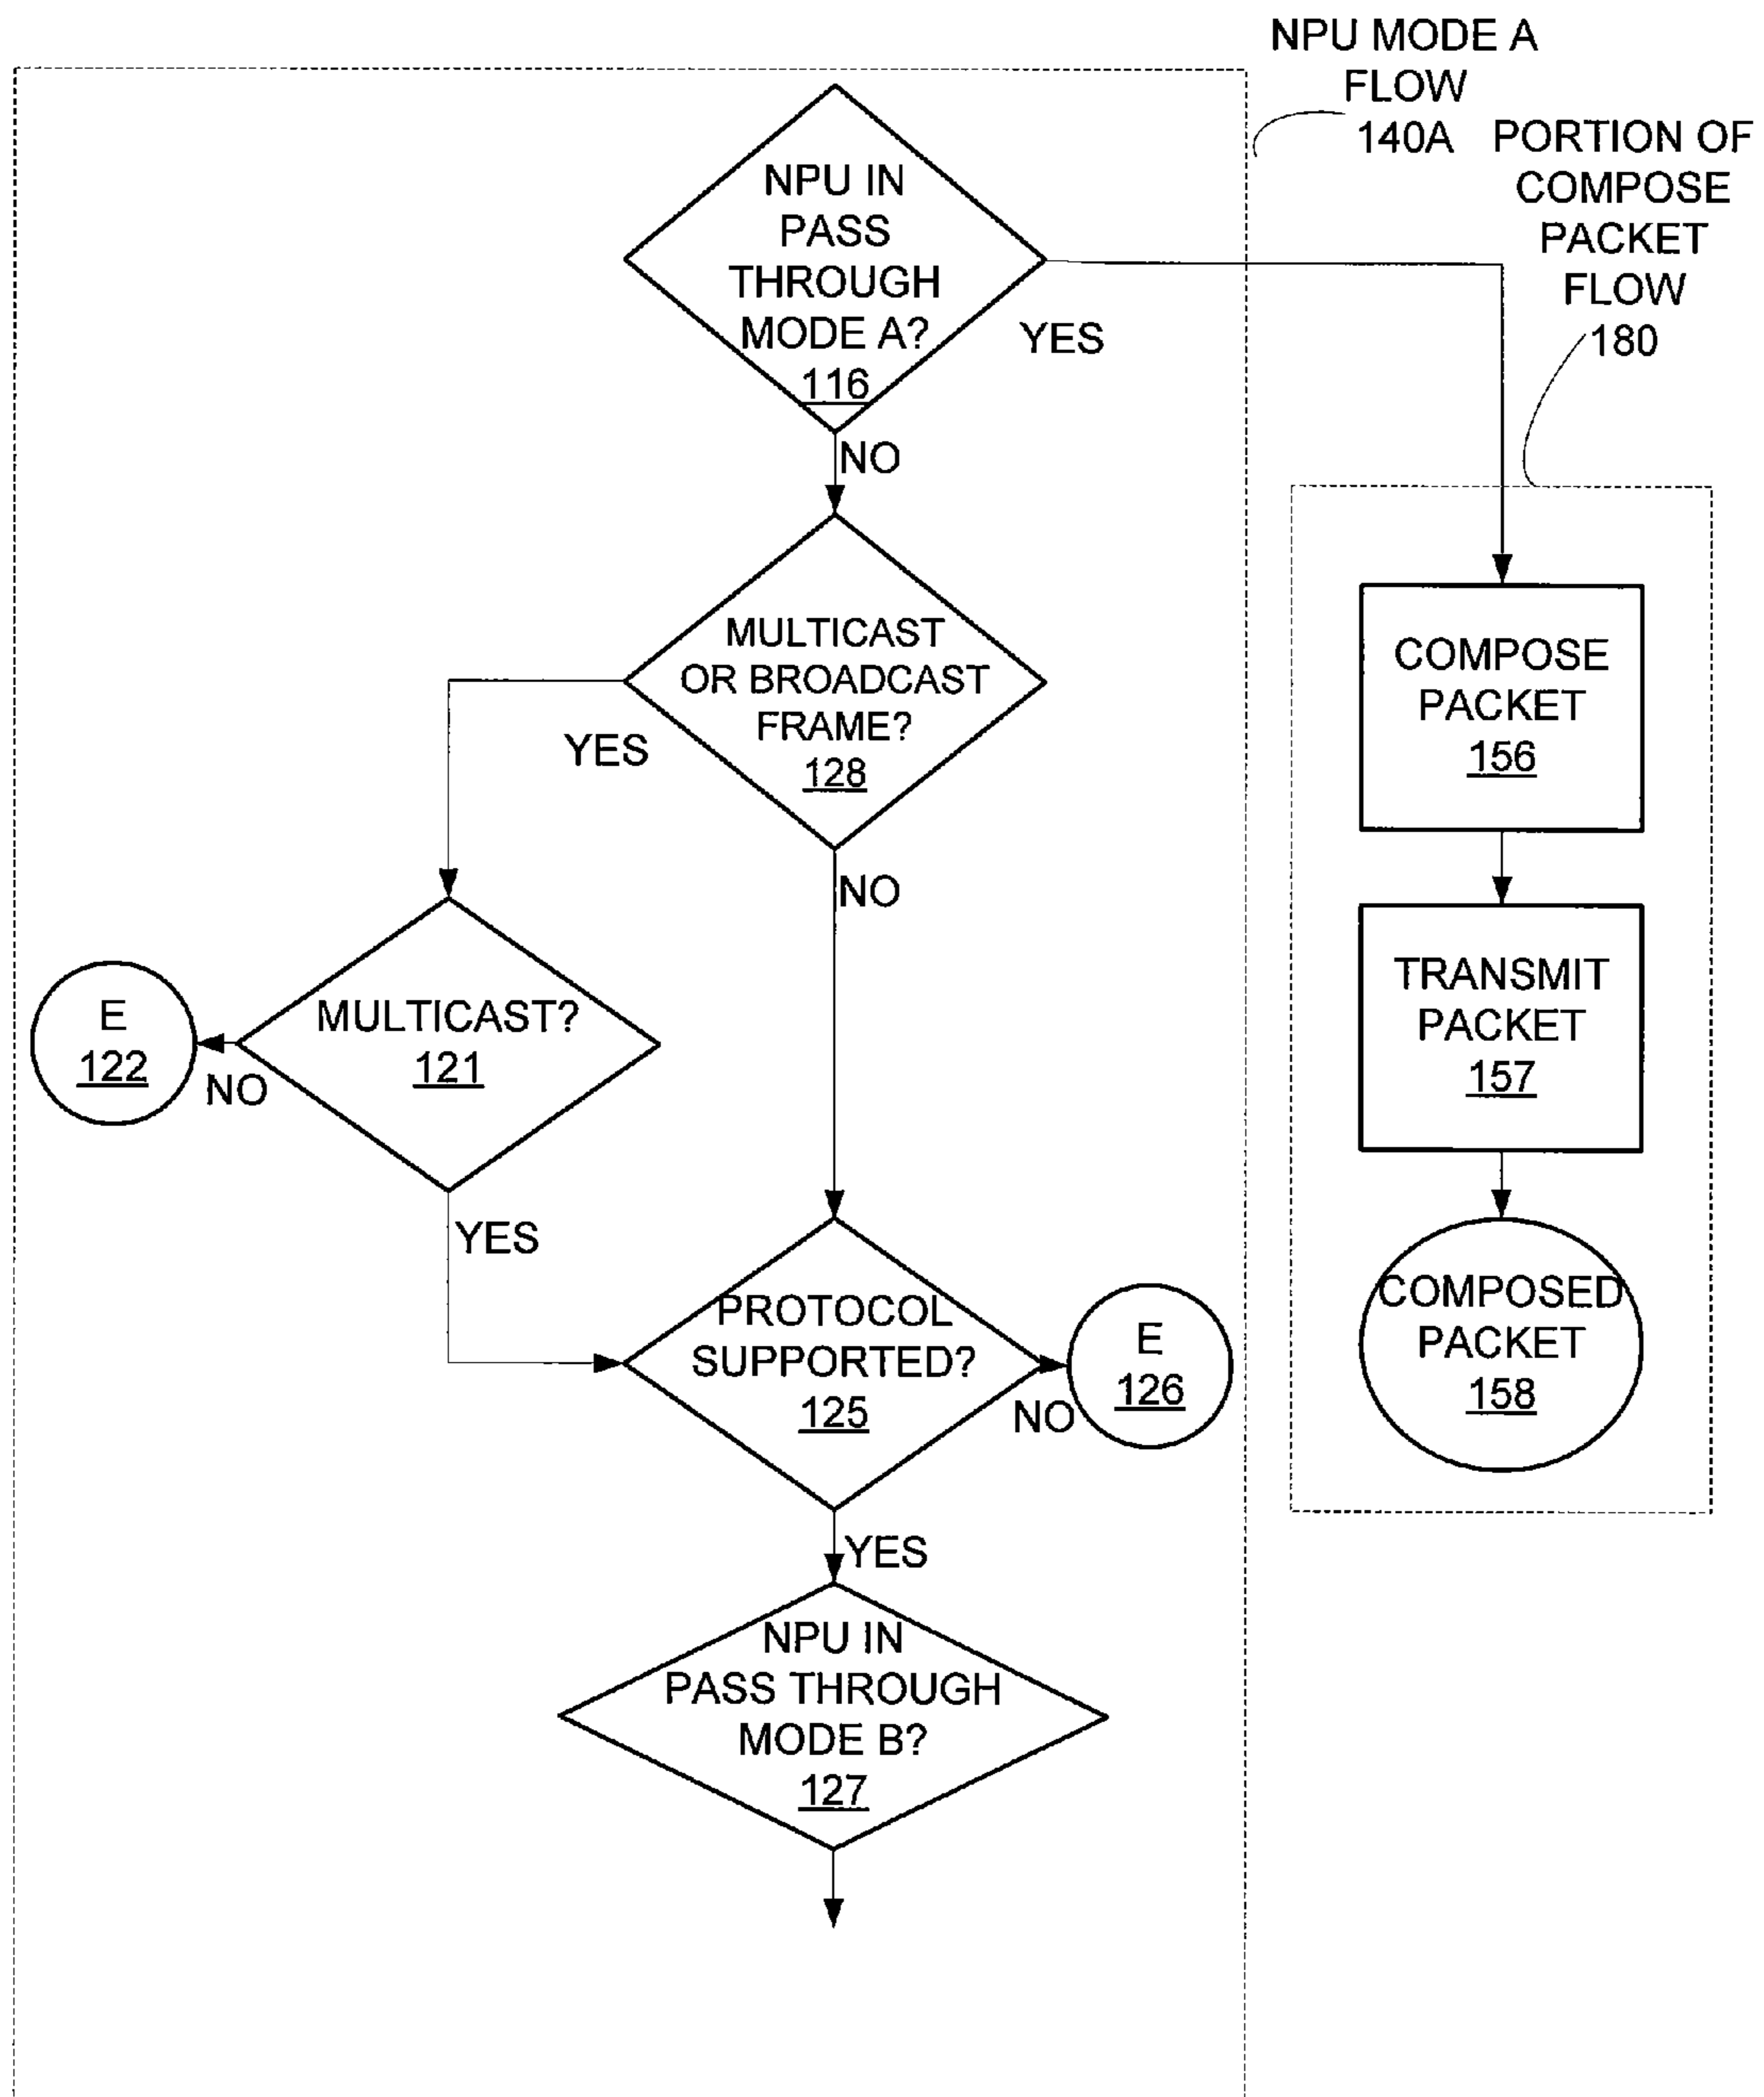 NPU MODE A
FLOW
140A
PORTION OF
COMPOSE
PACKET
FLOW
180
NPU IN
PASS
THROUGH
MODE A?
116
YES
NO
MULTICAST
OR BROADCAST
FRAME?
128
YES
NO
COMPOSE
PACKET
156
MULTICAST?
121
E
122
NO
YES
TRANSMIT
PACKET
157
PROTOCOL
SUPPORTED?
125
E
126
NO
YES
COMPOSED
PACKET
158
NPU IN
PASS THROUGH
MODE B?
127